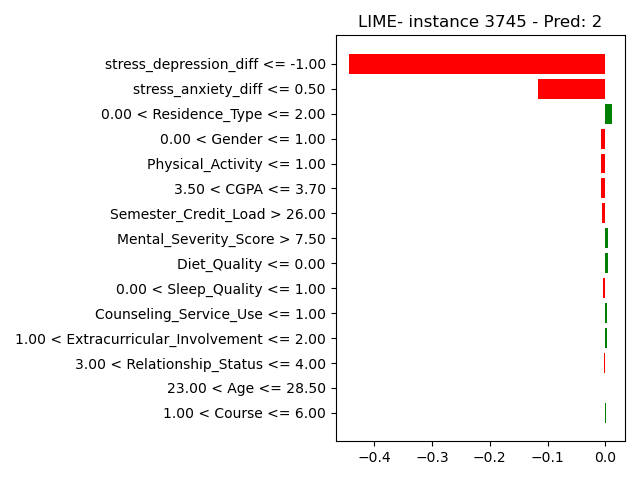 LIME- instance 3745 - Pred: 2
stress_depression_diff <= -1.00
stress_anxiety_diff <= 0.50
0.00 < Residence_Type <= 2.00
0.00 < Gender <= 1.00
Physical_Activity <= 1.00
3.50 < CGPA <= 3.70
Semester_Credit_Load > 26.00
Mental_Severity_Score > 7.50
Diet_Quality <= 0.00
0.00 < Sleep_Quality <= 1.00
Counseling_Service_Use <= 1.00
1.00 < Extracurricular_Involvement <= 2.00
3.00 < Relationship_Status <= 4.00
23.00 < Age <= 28.50
1.00 < Course <= 6.00
−0.4 −0.3 −0.2 −0.1 0.0